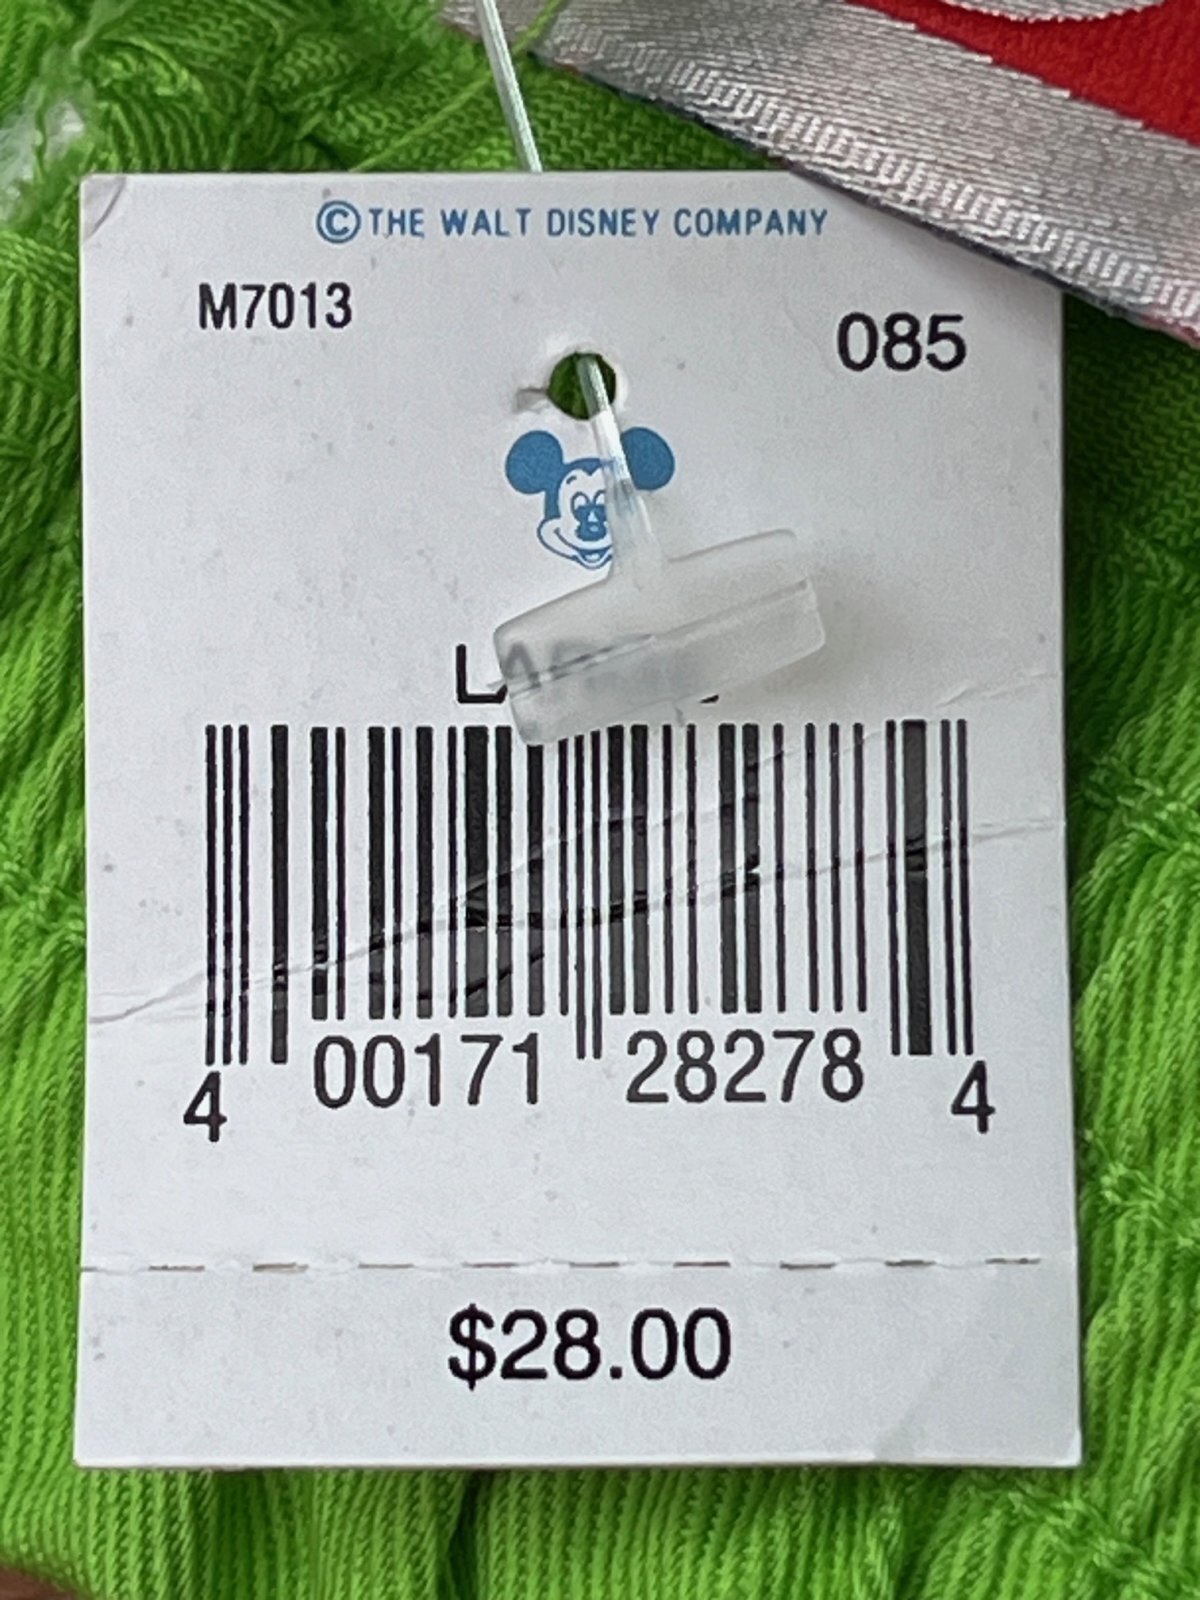 ©THE WALT DISNEY COMPANY
M7013
085
4 00171 28278 4
$28.00